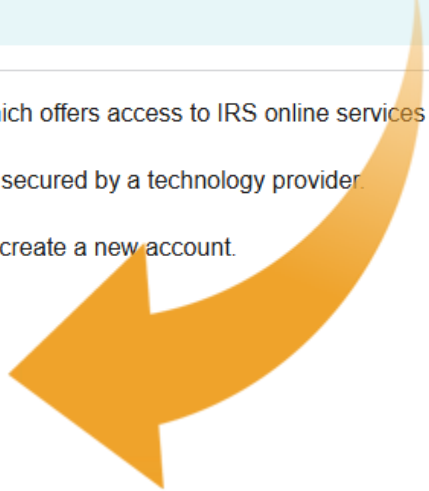 ich offers access to IRS online services
secured by a technology provider.
create a new account.